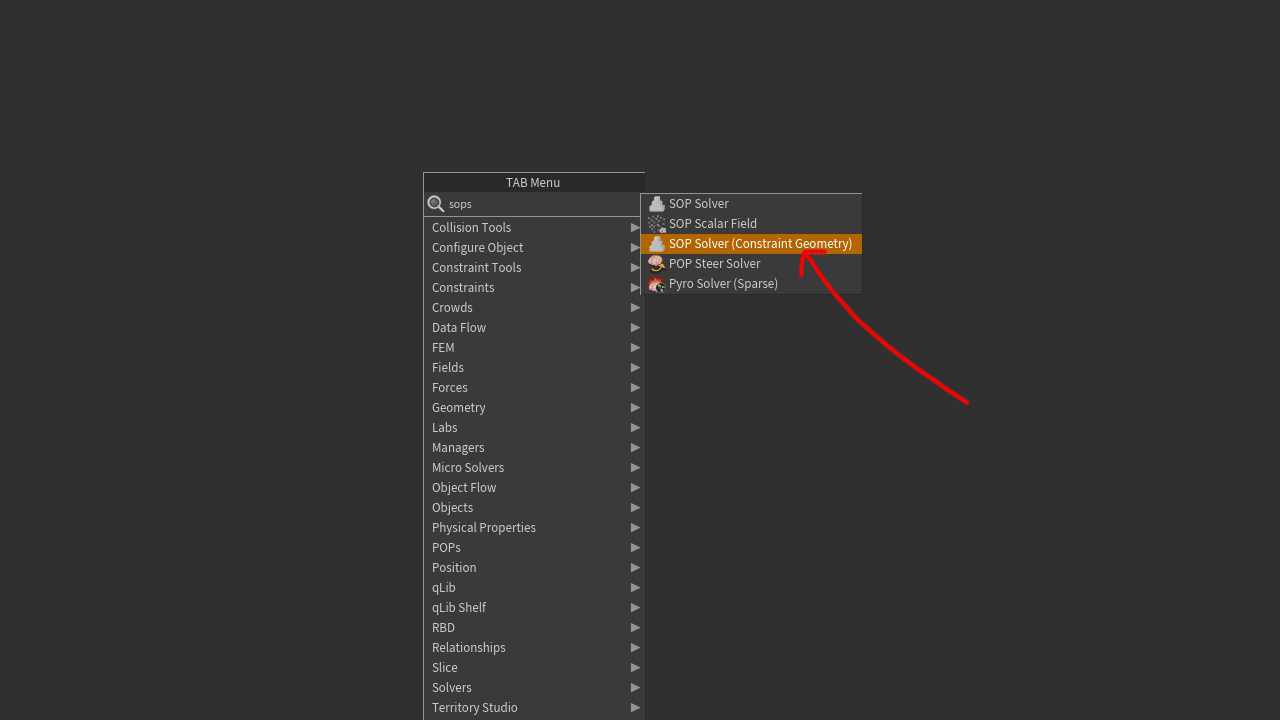 TAB Menu
sops
Collision Tools
Configure Object
Constraint Tools
Constraints
Crowds
Data Flow
FEM
Fields
Forces
Geometry
Labs
Managers
Micro Solvers
Object Flow
Objects
Physical Properties
POPs
Position
qLib
qLib Shelf
RBD
Relationships
Slice
Solvers
Territory Studio
SOP Solver
SOP Scalar Field
SOP Solver (Constraint Geometry)
POP Steer Solver
Pyro Solver (Sparse)